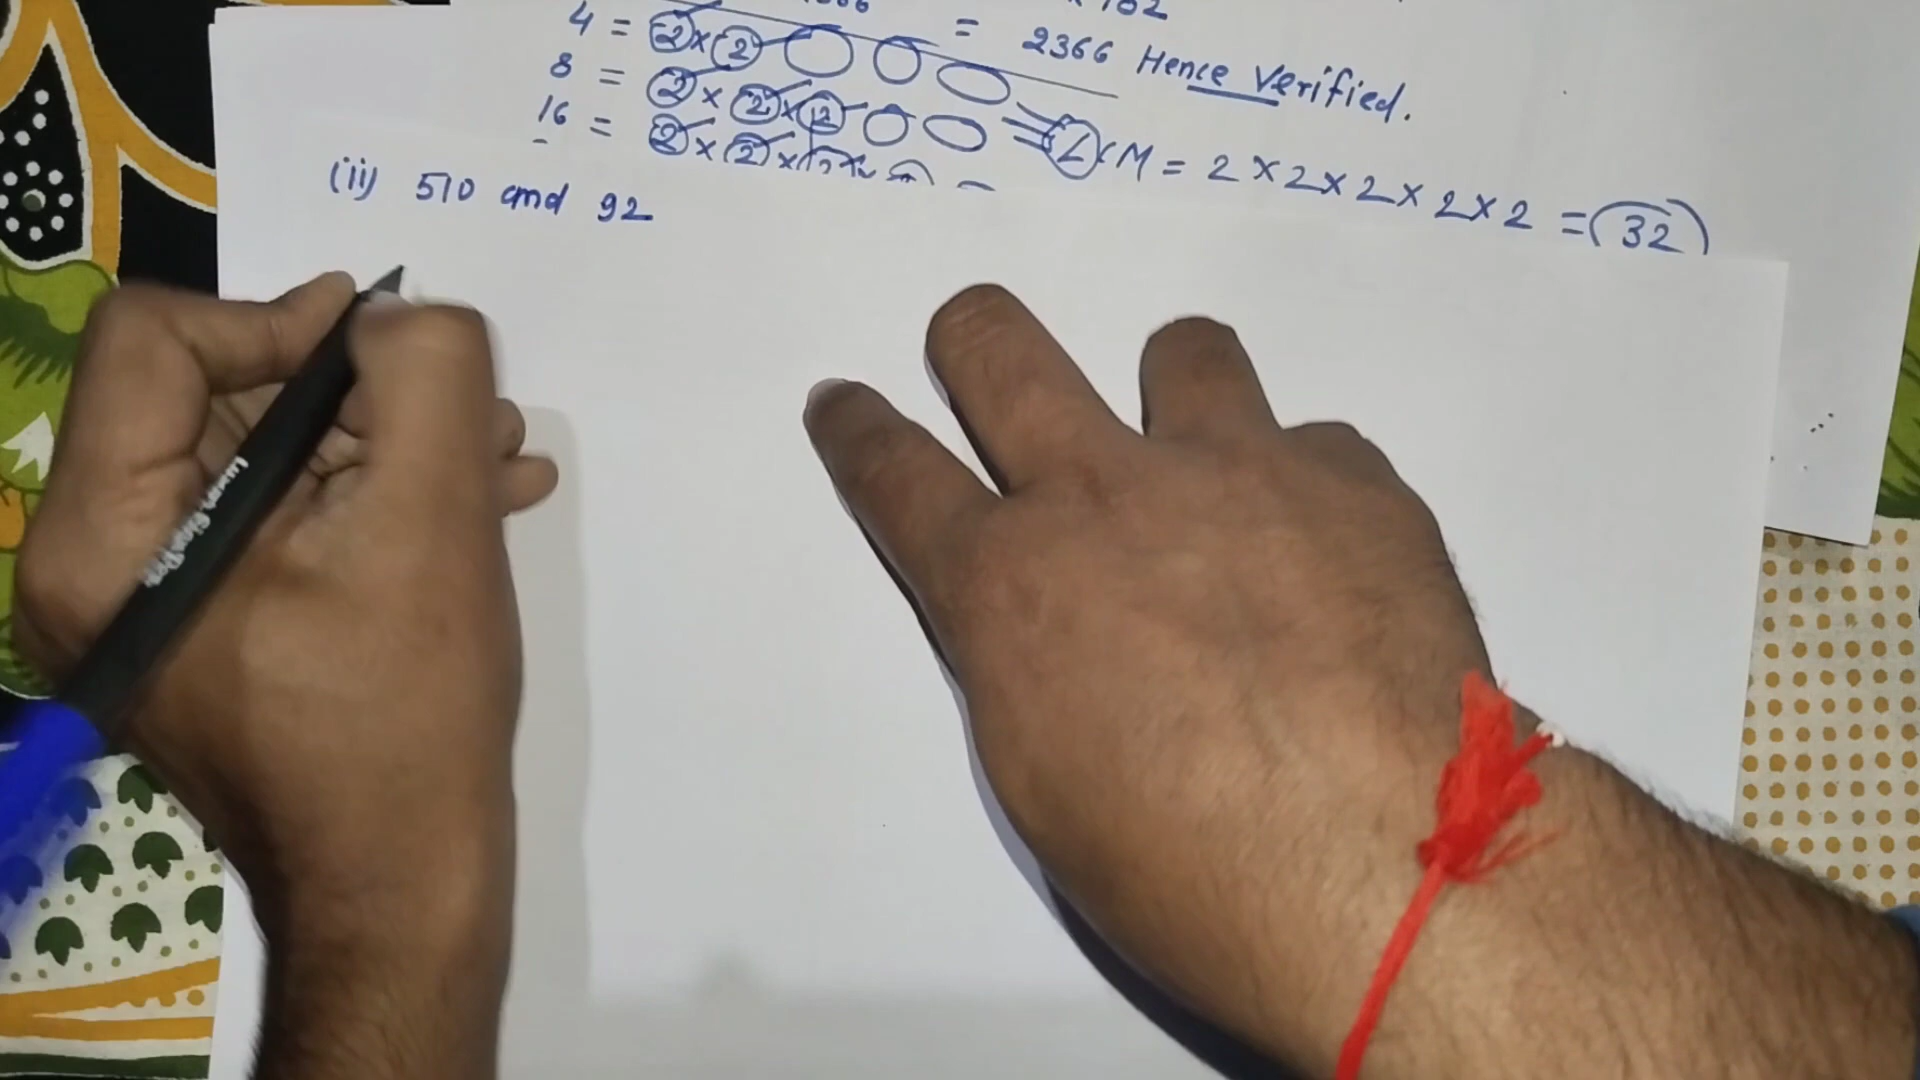 = 2366 Hence Verified.
4 = 2 × 2
8 = 2 × 2 × 2
16 = 2 × 2 ×
LCM = 2 × 2 × 2 × 2 × 2 = 32
(ii) 510 and 92